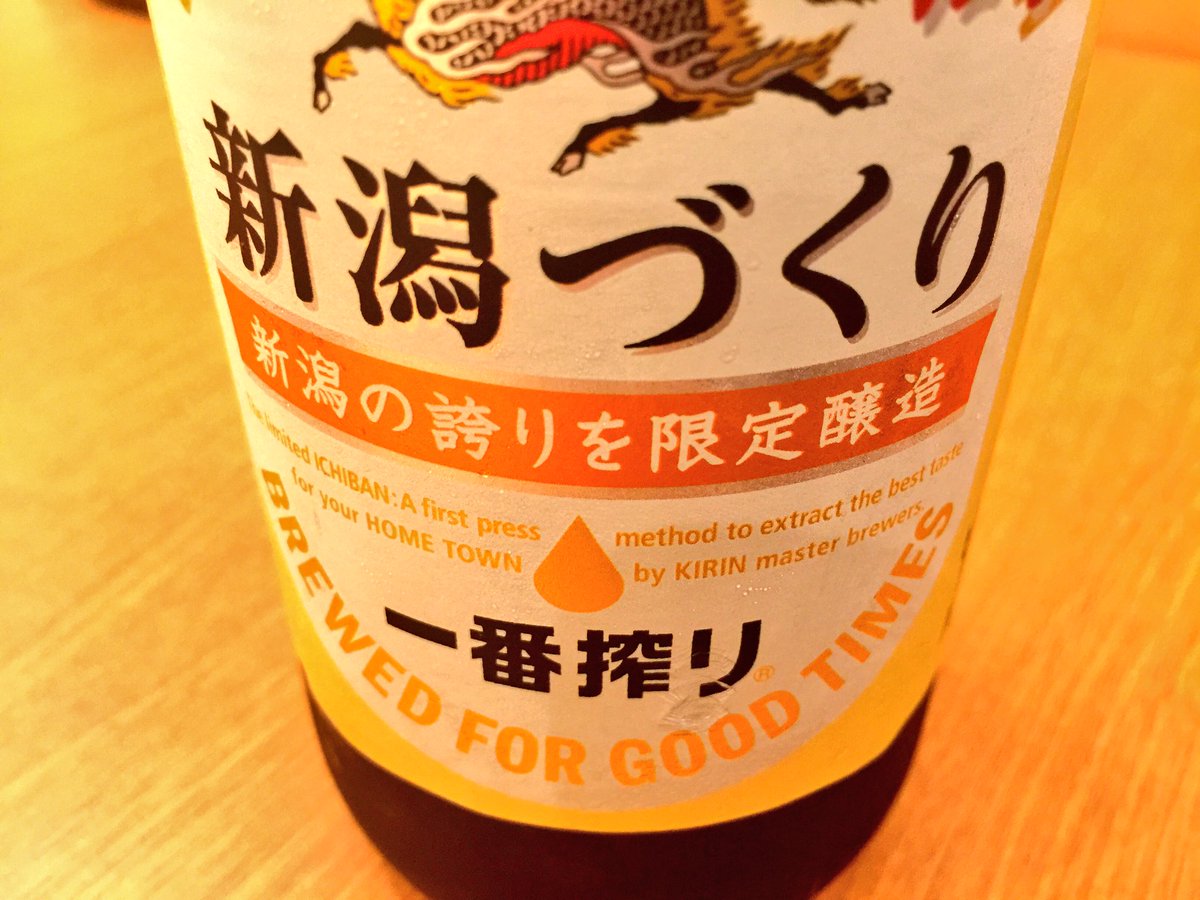 新潟づくり
新潟の誇りを限定醸造
The limited ICHIBAN: A first press
for your HOME TOWN
method to extract the best taste
by KIRIN master brewers.
一番搾り®
BREWED FOR GOOD TIMES